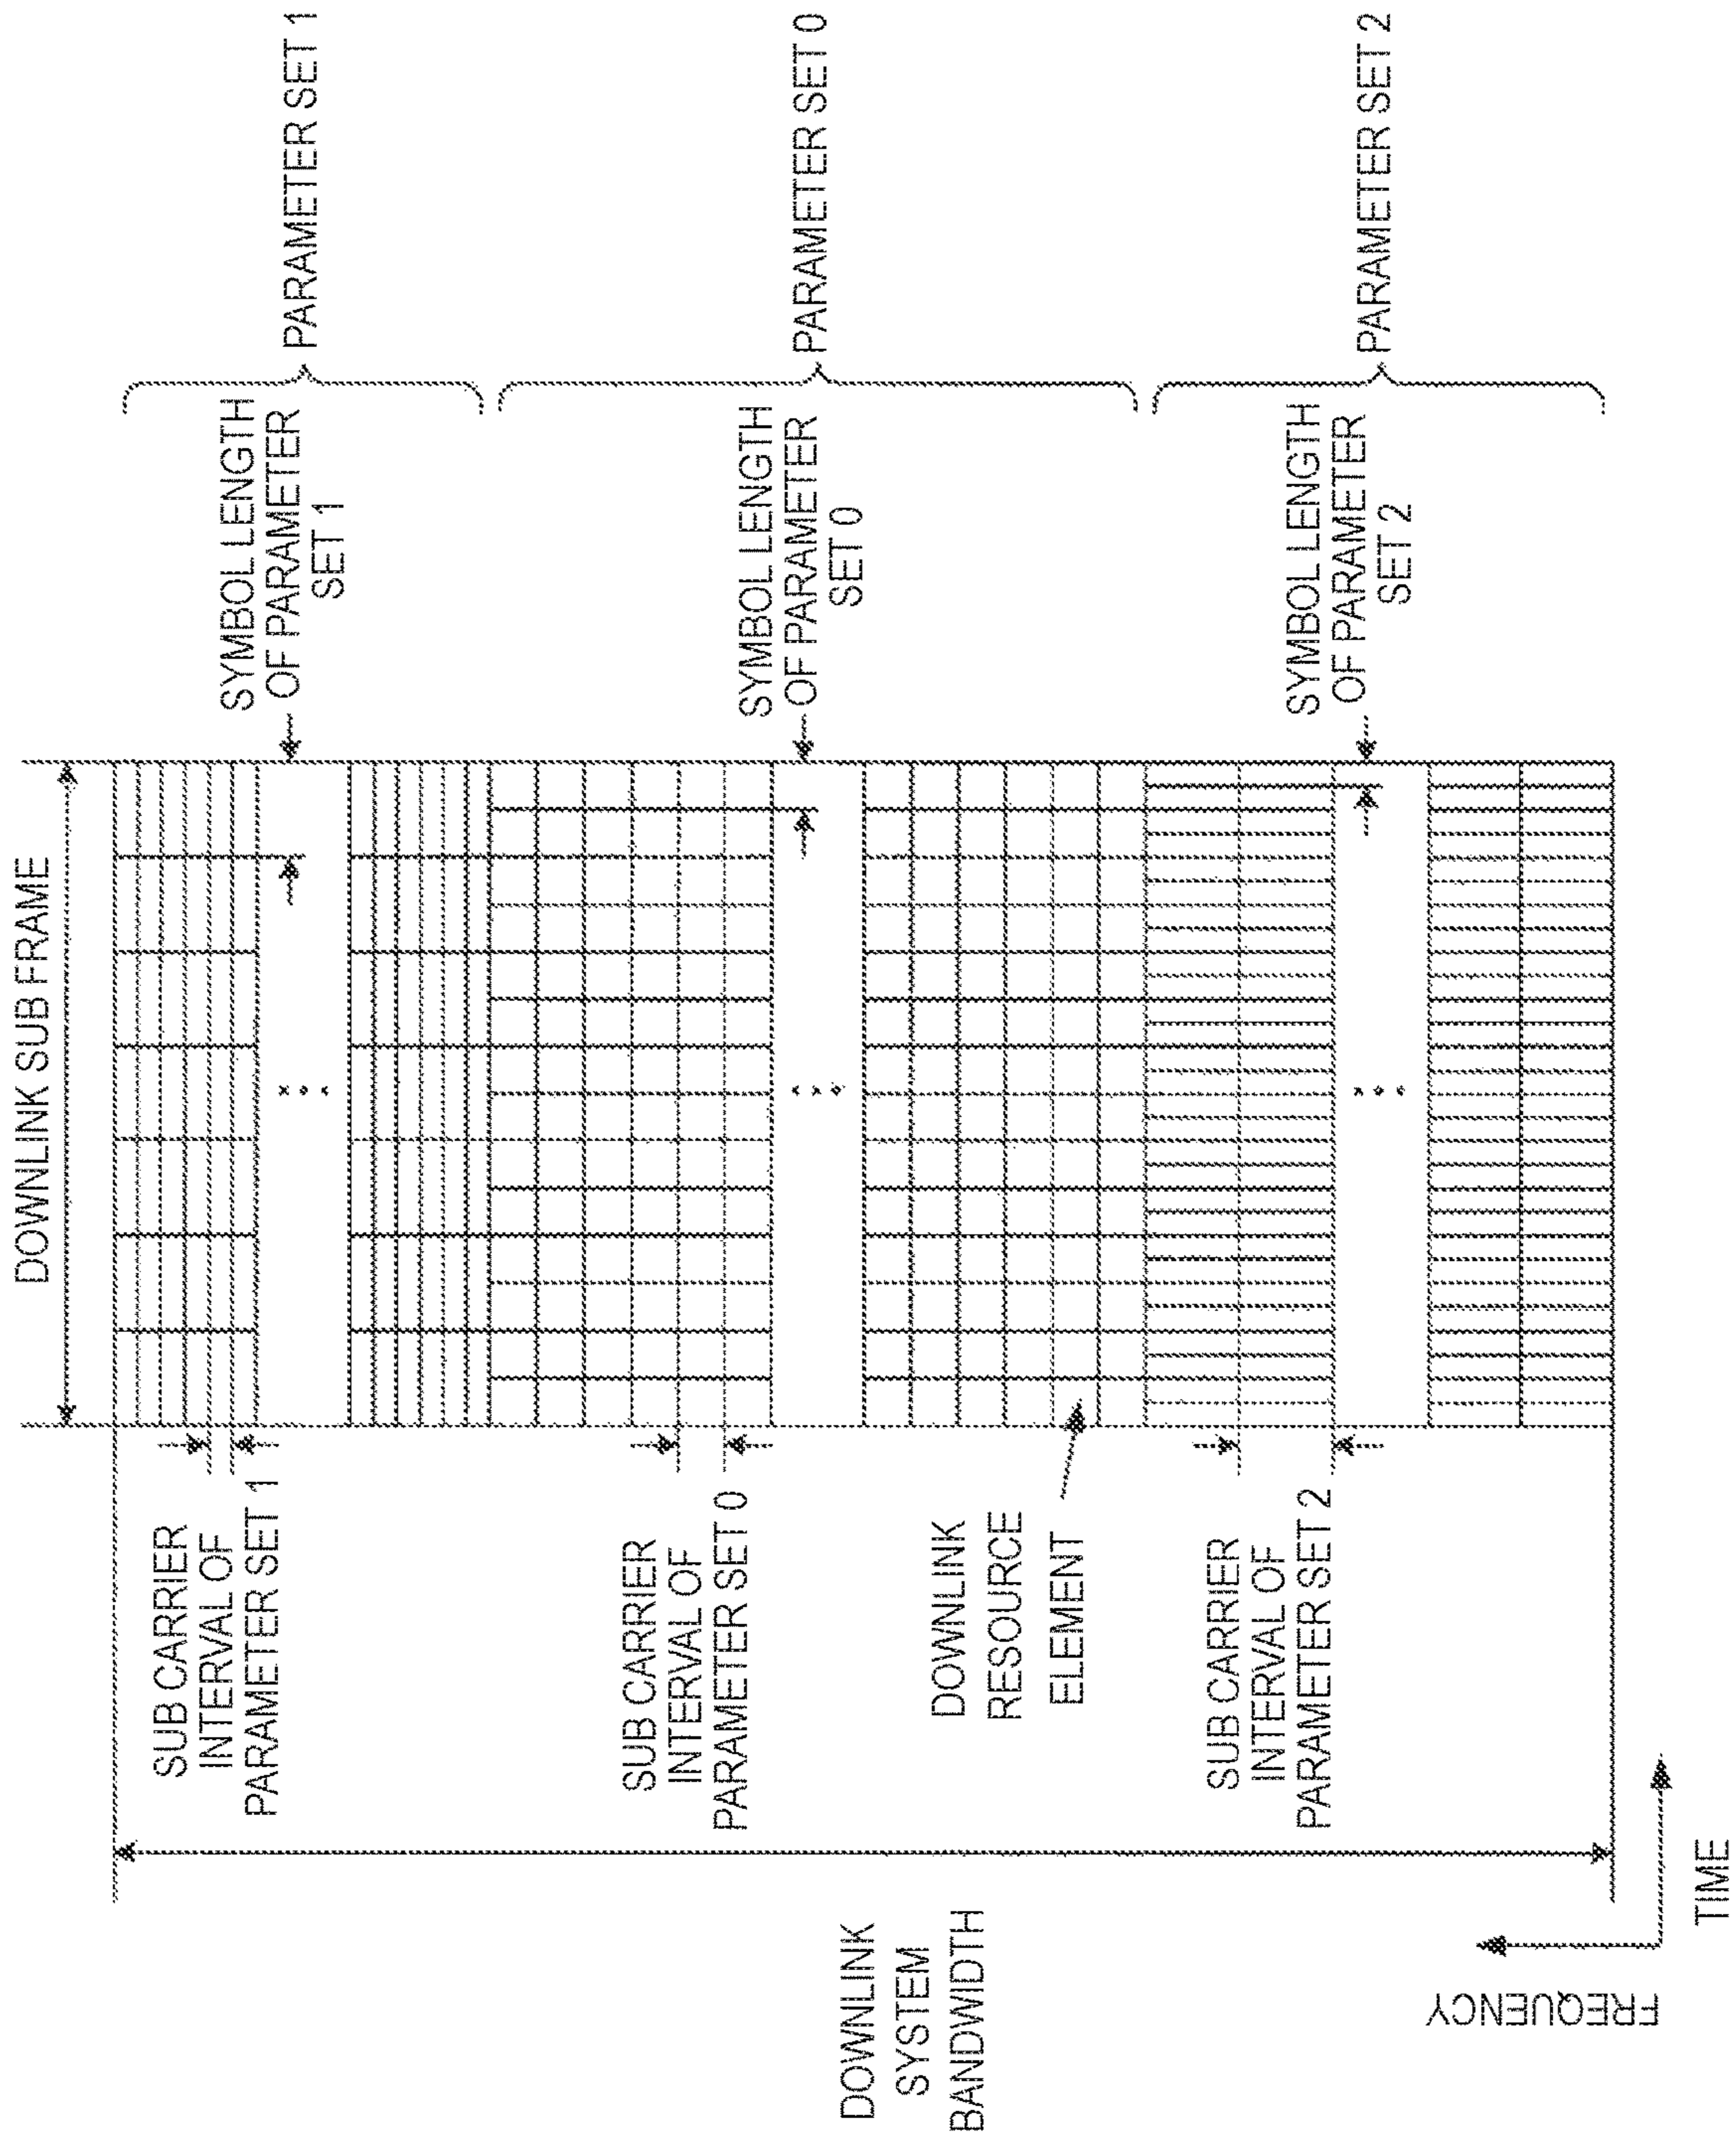 DOWNLINK SUB FRAME
SUB CARRIER
INTERVAL OF
PARAMETER SET 1
SYMBOL LENGTH
OF PARAMETER
SET 1
PARAMETER SET 1
SUB CARRIER
INTERVAL OF
PARAMETER SET 0
SYMBOL LENGTH
OF PARAMETER
SET 0
PARAMETER SET 0
DOWNLINK
SYSTEM
BANDWIDTH
DOWNLINK
RESOURCE
ELEMENT
SUB CARRIER
INTERVAL OF
PARAMETER SET 2
SYMBOL LENGTH
OF PARAMETER
SET 2
PARAMETER SET 2
FREQUENCY
TIME